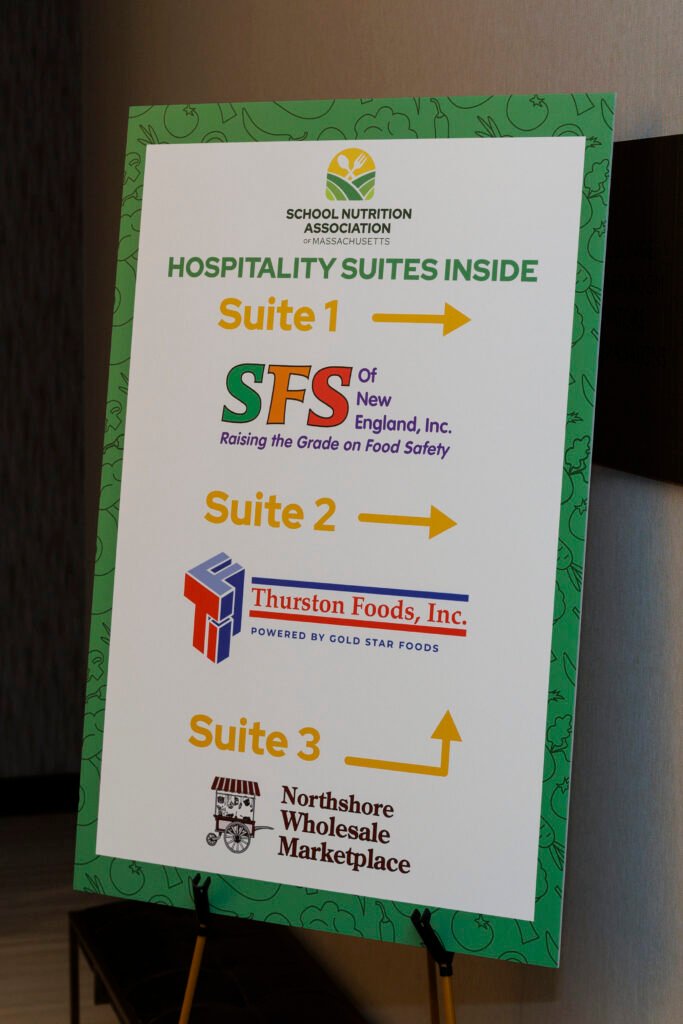 SCHOOL NUTRITION
ASSOCIATION
OF MASSACHUSETTS
HOSPITALITY SUITES INSIDE
Suite 1
SFS Of
New
England, Inc.
Raising the Grade on Food Safety
Suite 2
Thurston Foods, Inc.
POWERED BY GOLD STAR FOODS
Suite 3
Northshore
Wholesale
Marketplace